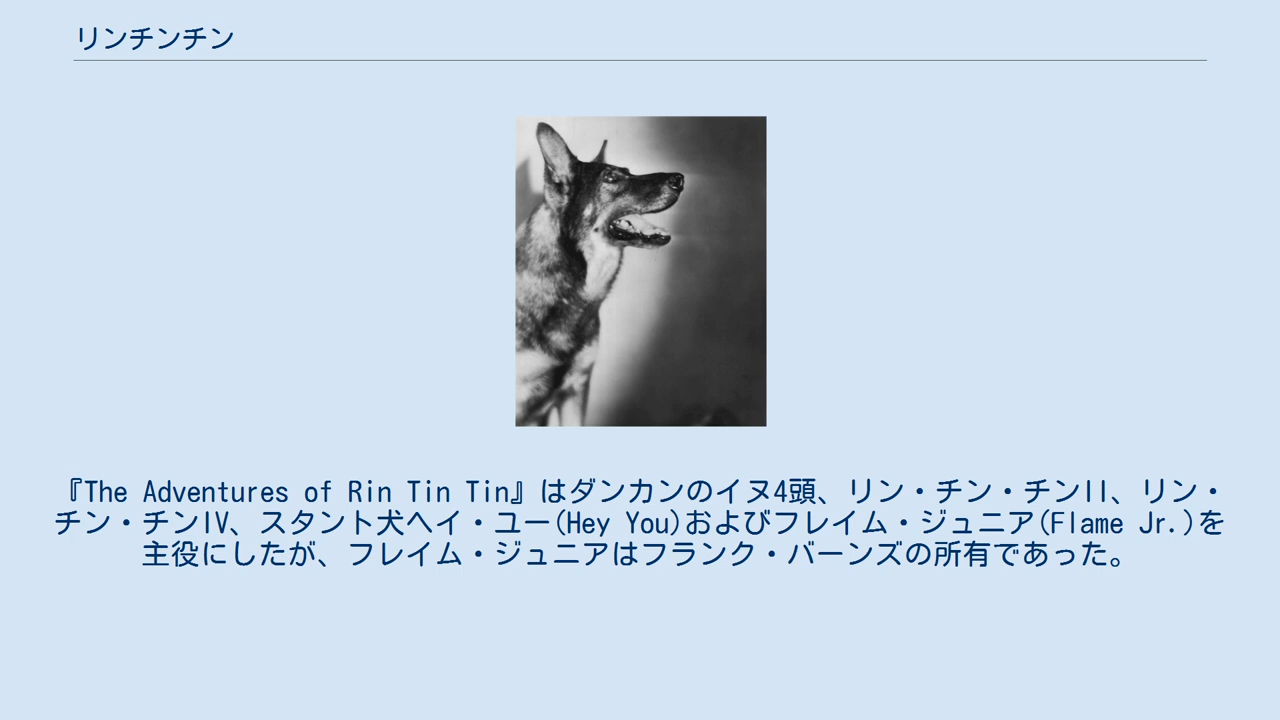 リンチンチン
『The Adventures of Rin Tin Tin』はダンカンのイヌ4頭、リン・チン・チンII、リン・
チン・チンIV、スタント犬ヘイ・ユー(Hey You)およびフレイム・ジュニア(Flame Jr.)を
主役にしたが、フレイム・ジュニアはフランク・バーンズの所有であった。